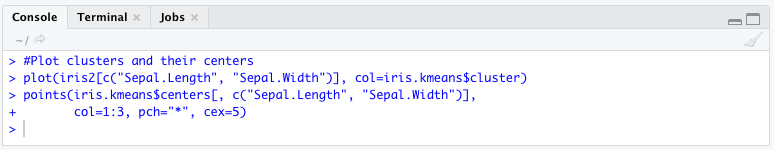 Console Terminal × Jobs ×
~/
> #Plot clusters and their centers
> plot(iris2[c("Sepal.Length", "Sepal.Width")], col=iris.kmeans$cluster)
> points(iris.kmeans$centers[, c("Sepal.Length", "Sepal.Width")],
+        col=1:3, pch="*", cex=5)
>